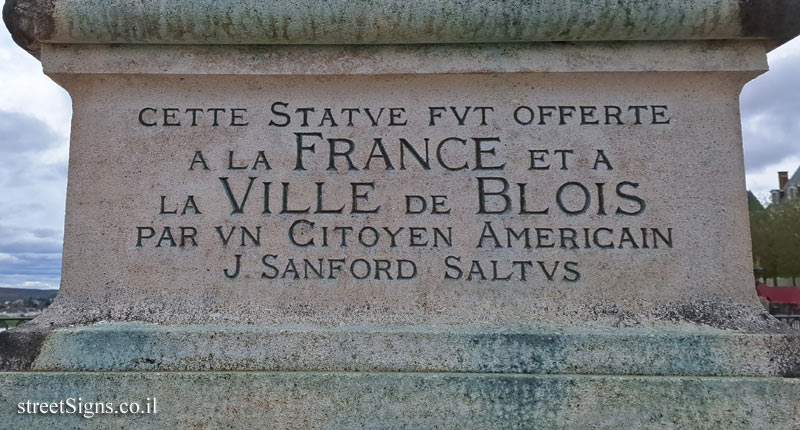 CETTE STATVE FVT OFFERTE
A LA FRANCE ET A
LA VILLE DE BLOIS
PAR VN CITOYEN AMERICAIN
J SANFORD SALTVS
streetSigns.co.il